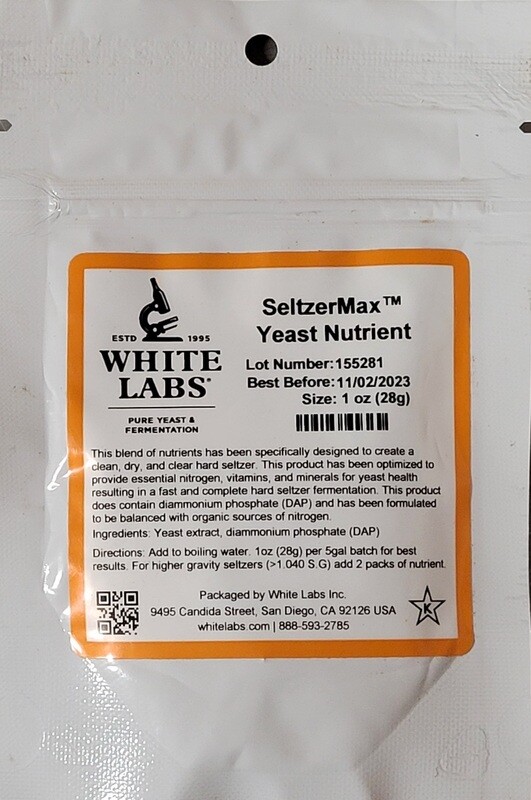 SeltzerMax™
Yeast Nutrient
ESTD 1995
WHITE
LABS®
PURE YEAST &
FERMENTATION
Lot Number:155281
Best Before:11/02/2023
Size: 1 oz (28g)
This blend of nutrients has been specifically designed to create a
clean, dry, and clear hard seltzer. This product has been optimized to
provide essential nitrogen, vitamins, and minerals for yeast health
resulting in a fast and complete hard seltzer fermentation. This product
does contain diammonium phosphate (DAP) and has been formulated
to be balanced with organic sources of nitrogen.
Ingredients: Yeast extract, diammonium phosphate (DAP)
Directions: Add to boiling water. 1oz (28g) per 5gal batch for best
results. For higher gravity seltzers (>1.040 S.G) add 2 packs of nutrient.
Packaged by White Labs Inc.
9495 Candida Street, San Diego, CA 92126 USA
whitelabs.com | 888-593-2785
K